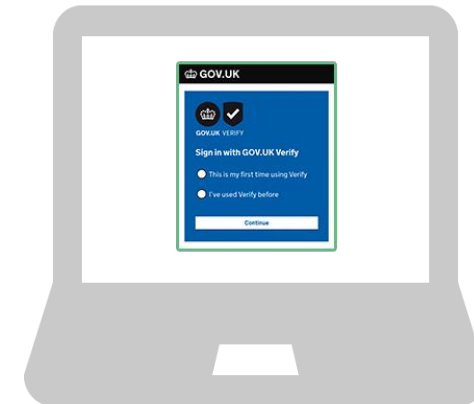 GOV.UK
GOV.UK VERIFY
Sign in with GOV.UK Verify
This is my first time using Verify
I've used Verify before
Continue